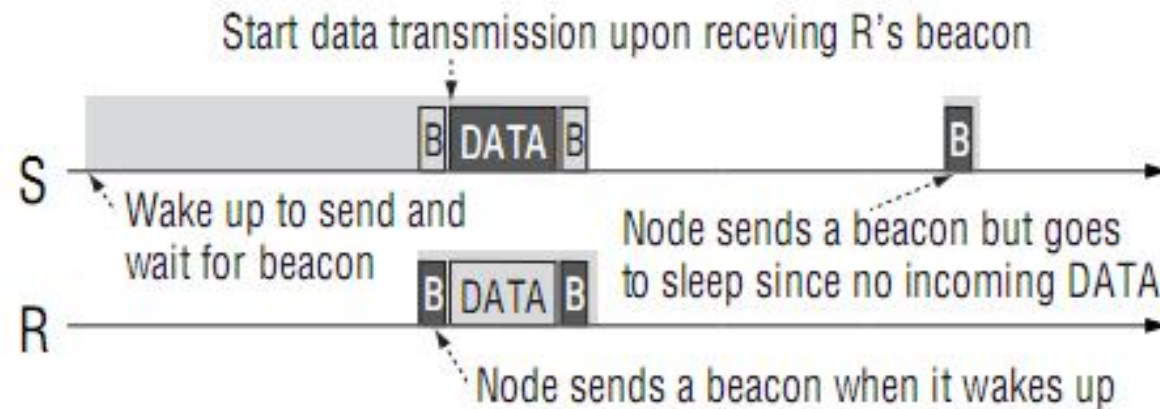 Start data transmission upon receving R's beacon
B DATA B
B
S
Wake up to send and
wait for beacon
Node sends a beacon but goes
to sleep since no incoming DATA
B DATA B
R
Node sends a beacon when it wakes up